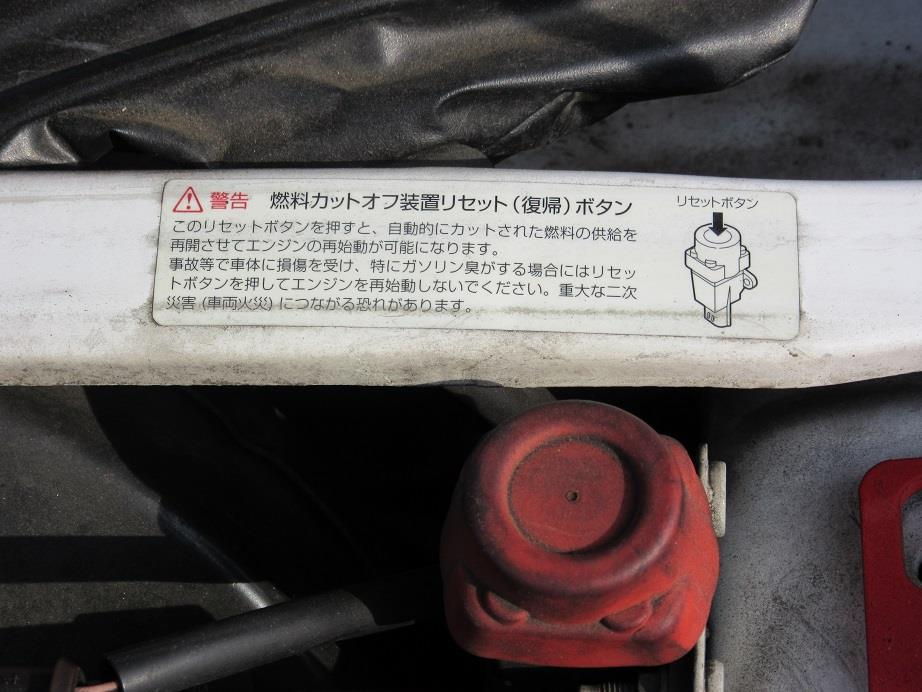 警告 燃料カットオフ装置リセット(復帰)ボタン
リセットボタン
このリセットボタンを押すと、自動的にカットされた燃料の供給を
再開させてエンジンの再始動が可能になります。
事故等で車体に損傷を受け、特にガソリン臭がする場合にはリセッ
トボタンを押してエンジンを再始動しないでください。重大な二次
災害(車両火災)につながる恐れがあります。